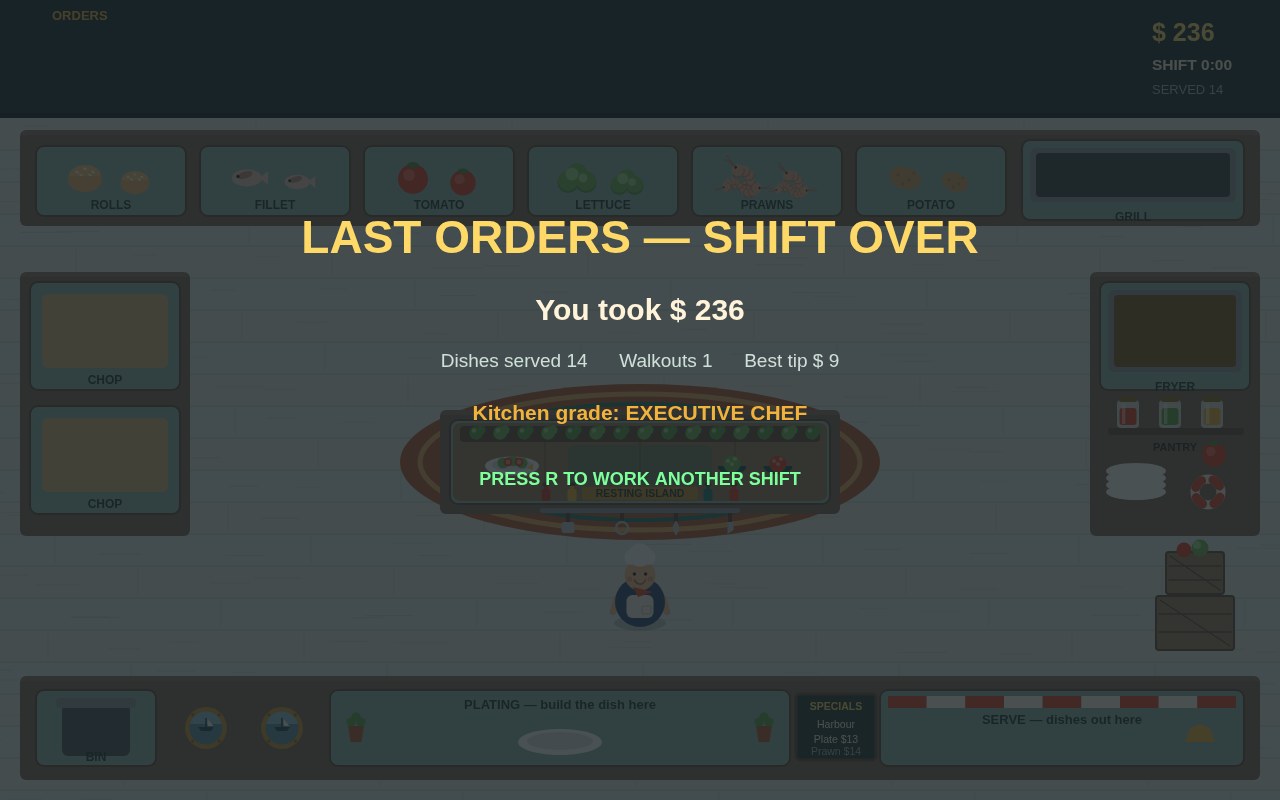 ORDERS
$ 236
SHIFT 0:00
SERVED 14
ROLLS
FILLET
TOMATO
LETTUCE
PRAWNS
POTATO
GRILL
LAST ORDERS — SHIFT OVER
You took $ 236
Dishes served 14 Walkouts 1 Best tip $ 9
CHOP
FRYER
Kitchen grade: EXECUTIVE CHEF
PANTRY
PRESS R TO WORK ANOTHER SHIFT
RESTING ISLAND
CHOP
PLATING — build the dish here
SPECIALS
Harbour
Plate $13
Prawn $14
SERVE — dishes out here
BIN